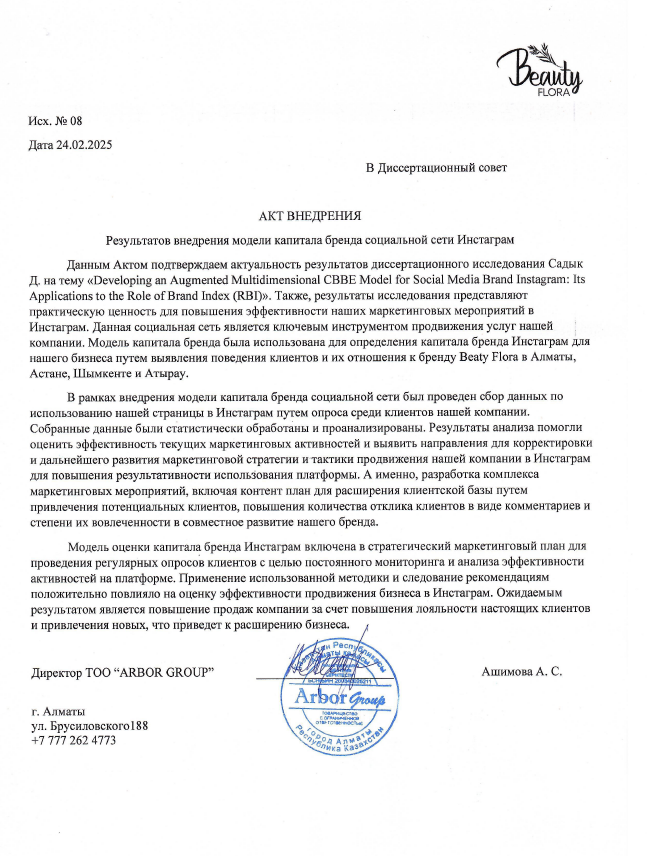 Beauty
FLORA
Исх. № 08
Дата 24.02.2025
В Диссертационный совет
АКТ ВНЕДРЕНИЯ
Результатов внедрения модели капитала бренда социальной сети Инстаграм
Данным Актом подтверждаем актуальность результатов диссертационного исследования Садык
Д. на тему «Developing an Augmented Multidimensional CBBE Model for Social Media Brand Instagram: Its
Applications to the Role of Brand Index (RBI)». Также, результаты исследования представляют
практическую ценность для повышения эффективности наших маркетинговых мероприятий в
Инстаграм. Данная социальная сеть является ключевым инструментом продвижения услуг нашей
компании. Модель капитала бренда была использована для определения капитала бренда Инстаграм для
нашего бизнеса путем выявления поведения клиентов и их отношения к бренду Beaty Flora в Алматы,
Астане, Шымкенте и Атырау.
В рамках внедрения модели капитала бренда социальной сети был проведен сбор данных по
использованию нашей страницы в Инстаграм путем опроса среди клиентов нашей компании.
Собранные данные были статистически обработаны и проанализированы. Результаты анализа помогли
оценить эффективность текущих маркетинговых активностей и выявить направления для корректировки
и дальнейшего развития маркетинговой стратегии и тактики продвижения нашей компании в Инстаграм
для повышения результативности использования платформы. А именно, разработка комплекса
маркетинговых мероприятий, включая контент план для расширения клиентской базы путем
привлечения потенциальных клиентов, повышения количества отклика клиентов в виде комментариев и
степени их вовлеченности в совместное развитие нашего бренда.
Модель оценки капитала бренда Инстаграм включена в стратегический маркетинговый план для
проведения регулярных опросов клиентов с целью постоянного мониторинга и анализа эффективности
активностей на платформе. Применение использованной методики и следование рекомендациям
положительно повлияло на оценку эффективности продвижения бизнеса в Инстаграм. Ожидаемым
результатом является повышение продаж компании за счет повышения лояльности настоящих клиентов
и привлечения новых, что приведет к расширению бизнеса.
Директор ТОО “ARBOR GROUP”
Ашимова А. С.
Arbor Group
ТОВАРИЩЕСТВО
С ОГРАНИЧЕННОЙ
ОТВЕТСТВЕННОСТЬЮ
город Алматы
Республика Казахстан
г. Алматы
ул. Брусиловского188
+7 777 262 4773